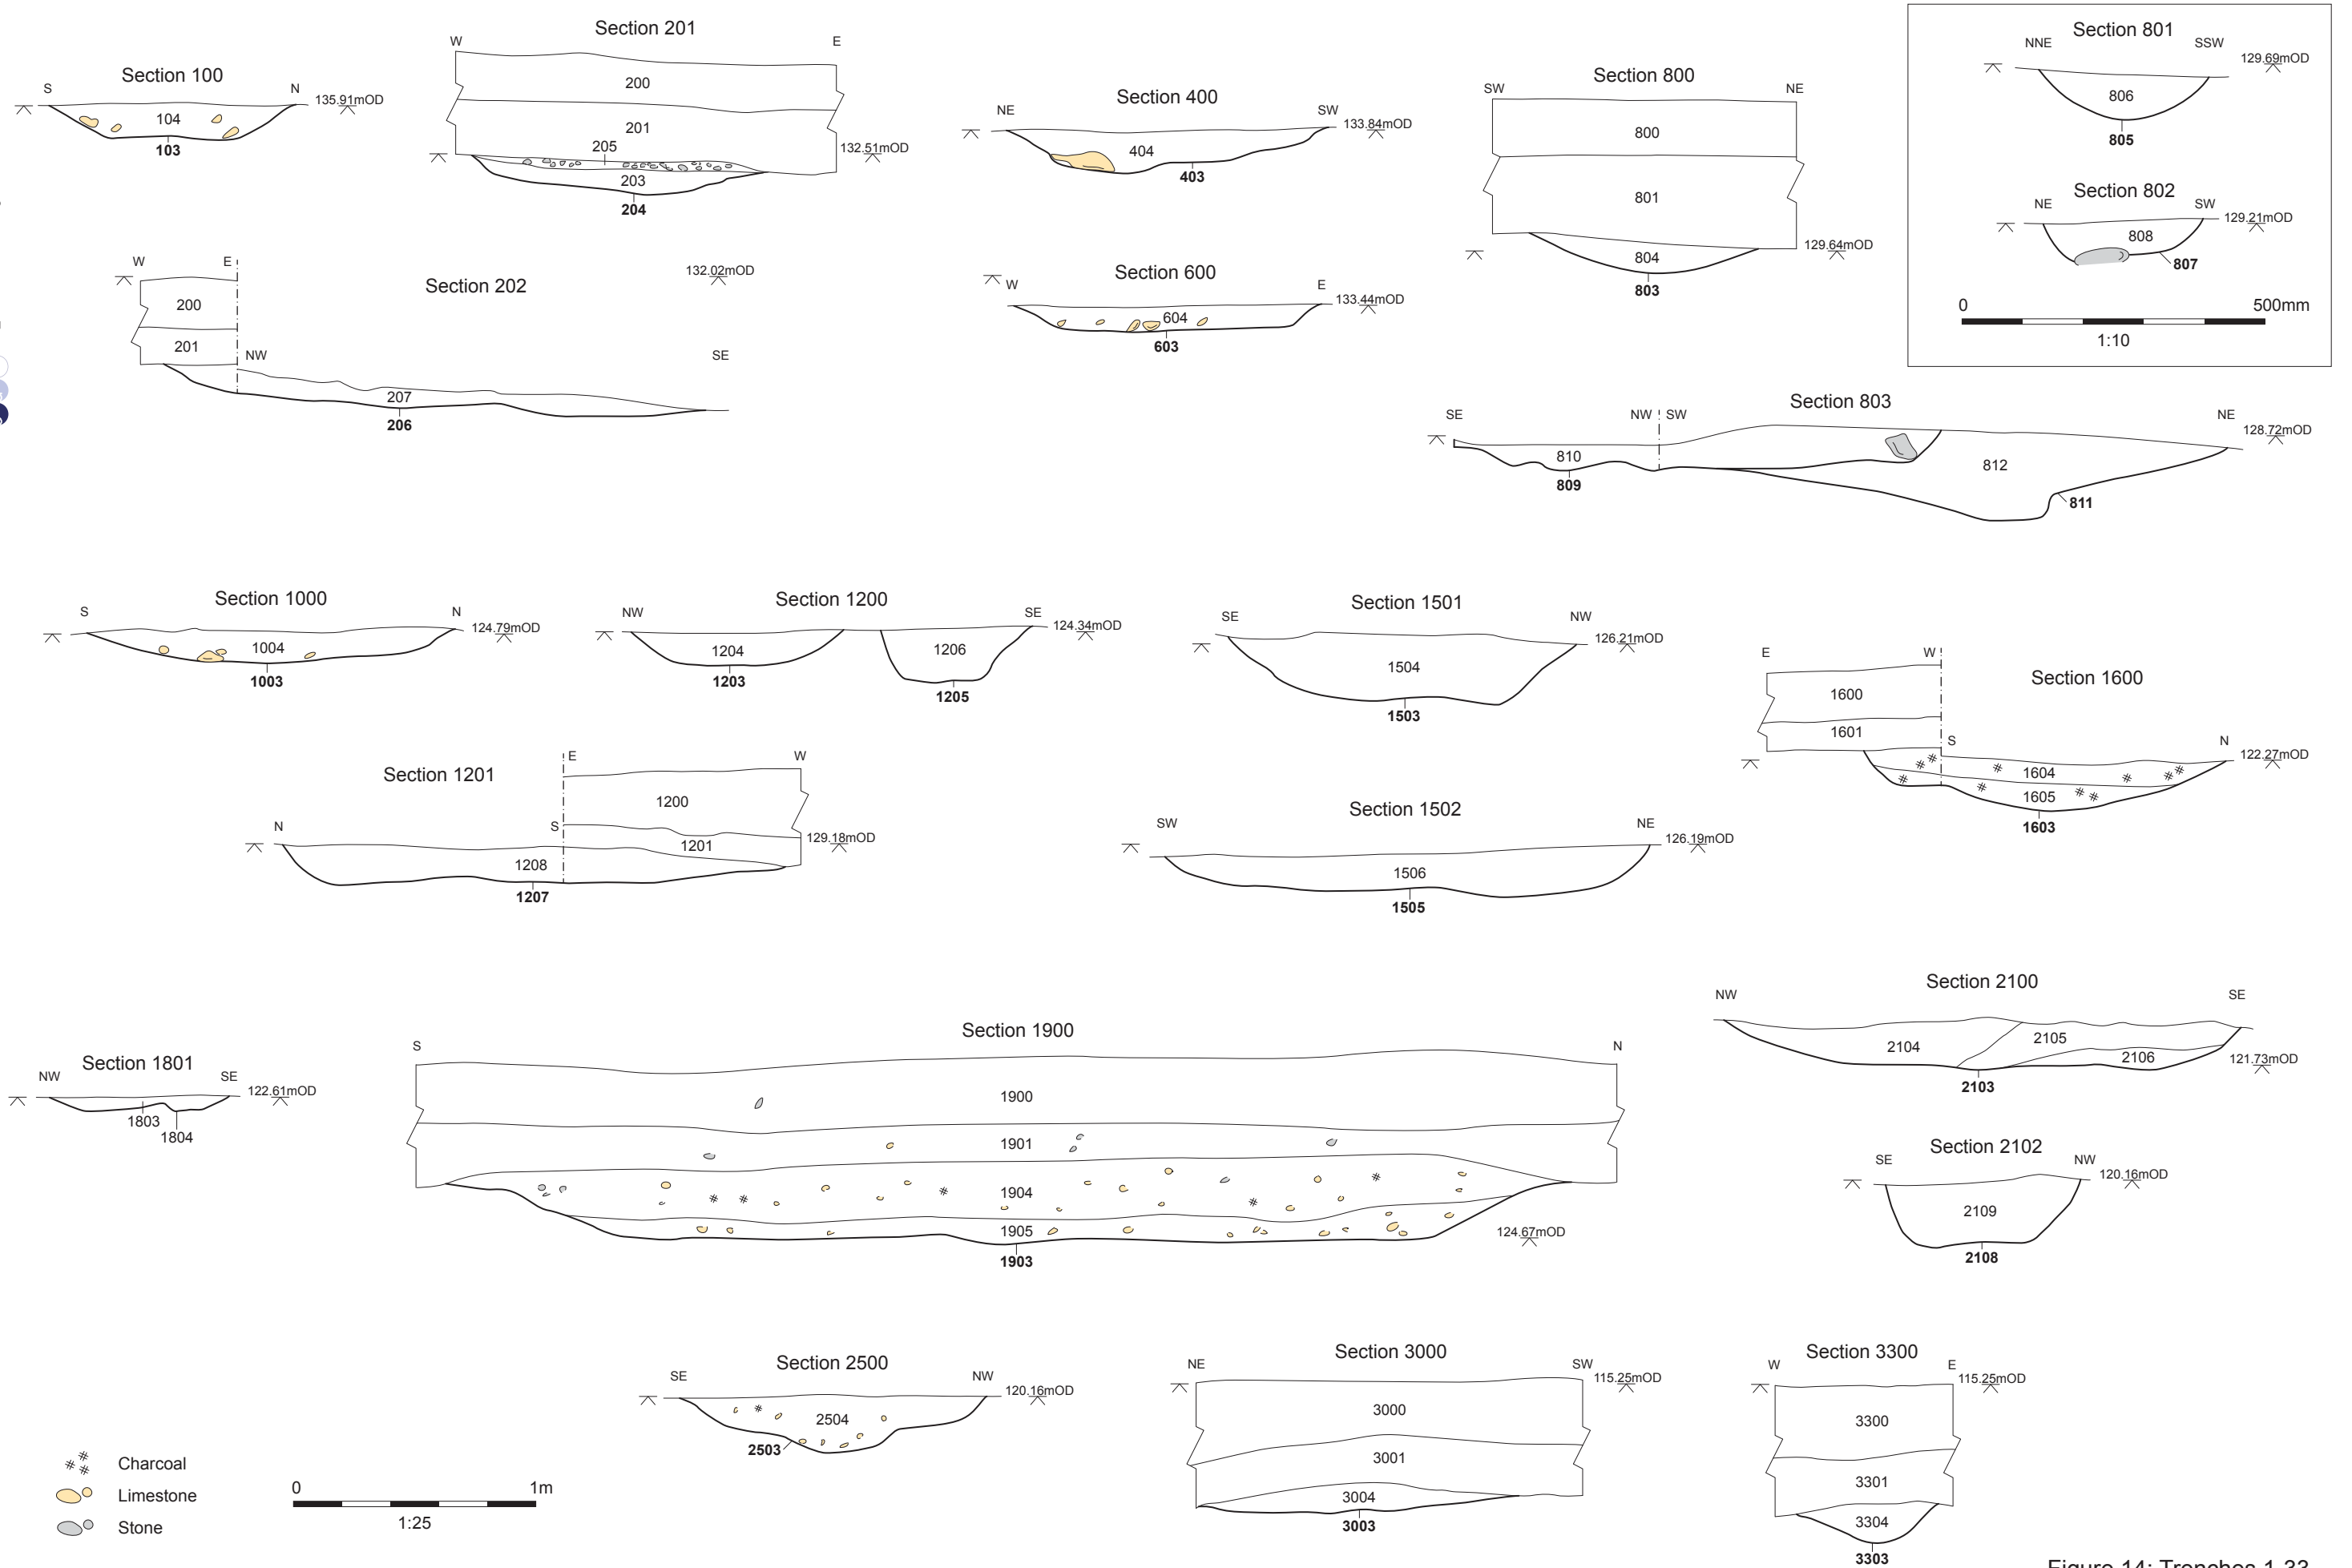 Section 100
S
N
135.91mOD
104
103
Section 201
W
E
200
201
205
132.51mOD
203
204
Section 400
NE
SW
133.84mOD
404
403
Section 800
SW
NE
800
801
129.64mOD
804
803
Section 801
NNE
SSW
129.69mOD
806
805
Section 802
NE
SW
129.21mOD
808
807
0
500mm
1:10
W
E
Section 202
132.02mOD
200
201
NW
SE
207
206
Section 600
W
E
133.44mOD
604
603
Section 803
SE
NW
SW
NE
128.72mOD
810
812
809
811
Section 1000
S
N
124.79mOD
1004
1003
Section 1200
NW
SE
124.34mOD
1204
1206
1203
1205
Section 1501
SE
NW
126.21mOD
1504
1503
Section 1600
E
W
1600
1601
S
N
122.27mOD
1604
1605
1603
Section 1201
E
W
1200
N
S
129.18mOD
1201
1208
1207
Section 1502
SW
NE
126.19mOD
1506
1505
Section 1801
NW
SE
122.61mOD
1803
1804
Section 1900
S
N
1900
1901
1904
1905
124.67mOD
1903
Section 2100
NW
SE
2104
2105
2106
121.73mOD
2103
Section 2102
SE
NW
120.16mOD
2109
2108
Section 2500
SE
NW
120.16mOD
2504
2503
Section 3000
NE
SW
115.25mOD
3000
3001
3004
3003
Section 3300
W
E
115.25mOD
3300
3301
3304
3303
Charcoal
Limestone
Stone
0
1m
1:25
Figure 14: Trenches 1-33